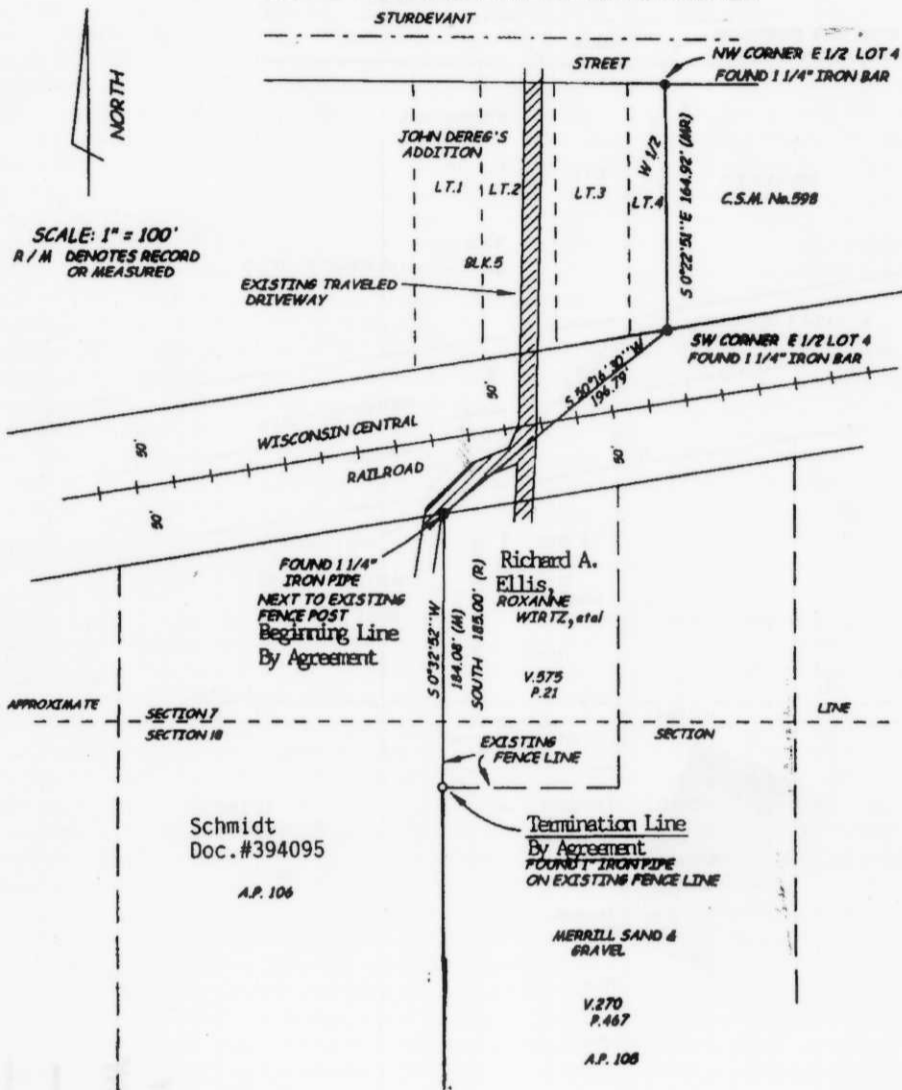 STURDEVANT
STREET
NW CORNER E 1/2 LOT 4
FOUND 1 1/4" IRON BAR
NORTH
JOHN DEREG'S
ADDITION
LT.1
LT.2
LT.3
W 1/2
LT.4
S 0°22'51"E 164.92' (MR)
C.S.M. No.598
SCALE: 1" = 100'
R / M DENOTES RECORD
OR MEASURED
BLK.5
EXISTING TRAVELED
DRIVEWAY
SW CORNER E 1/2 LOT 4
FOUND 1 1/4" IRON BAR
S 50°14'30"W
196.79'
50'
WISCONSIN CENTRAL
RAILROAD
50'
50'
50'
FOUND 1 1/4"
IRON PIPE
NEXT TO EXISTING
FENCE POST
Beginning Line
By Agreement
S 0°32'52"W
184.08' (M)
SOUTH 185.00' (R)
Richard A.
Ellis,
ROXANNE
WIRTZ, etal
V.575
P.21
APPROXIMATE
SECTION 7
SECTION 18
SECTION
LINE
EXISTING
FENCE LINE
Schmidt
Doc.#394095
A.P. 106
Termination Line
By Agreement
FOUND 1" IRON PIPE
ON EXISTING FENCE LINE
MERRILL SAND &
GRAVEL
V.270
P.467
A.P. 108